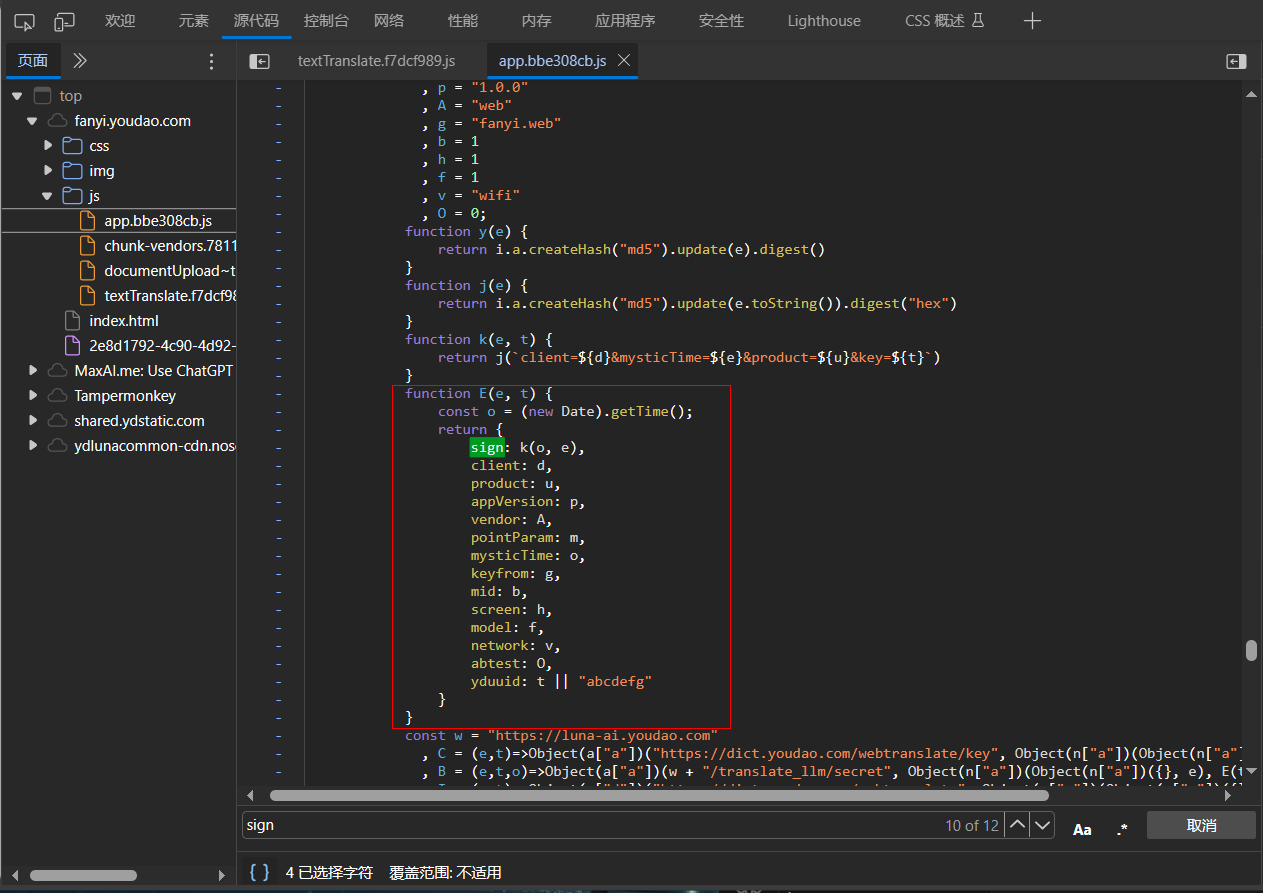 欢迎 元素 源代码 控制台 网络 性能 内存 应用程序 安全性 Lighthouse CSS 概述
页面 textTranslate.f7dcf989.js app.bbe308cb.js
top
fanyi.youdao.com
css
img
js
app.bbe308cb.js
chunk-vendors.7811
documentUpload~t
textTranslate.f7dcf98
index.html
2e8d1792-4c90-4d92-
MaxAI.me: Use ChatGPT
Tampermonkey
shared.ydstatic.com
ydlunacommon-cdn.nos
, p = "1.0.0"
, A = "web"
, g = "fanyi.web"
, b = 1
, h = 1
, f = 1
, v = "wifi"
, O = 0;
function y(e) {
return i.a.createHash("md5").update(e).digest()
}
function j(e) {
return i.a.createHash("md5").update(e.toString()).digest("hex")
}
function k(e, t) {
return j(`client=${d}&mysticTime=${e}&product=${u}&key=${t}`)
}
function E(e, t) {
const o = (new Date).getTime();
return {
sign: k(o, e),
client: d,
product: u,
appVersion: p,
vendor: A,
pointParam: m,
mysticTime: o,
keyfrom: g,
mid: b,
screen: h,
model: f,
network: v,
abtest: O,
yduuid: t || "abcdefg"
}
}
const w = "https://luna-ai.youdao.com"
, C = (e,t)=>Object(a["a"])("https://dict.youdao.com/webtranslate/key", Object(n["a"])(Object(n["a"]
, B = (e,t,o)=>Object(a["a"])(w + "/translate_llm/secret", Object(n["a"])(Object(n["a"])({}, e), E(t
sign 10 of 12 Aa .* 取消
{ } 4 已选择字符 覆盖范围: 不适用